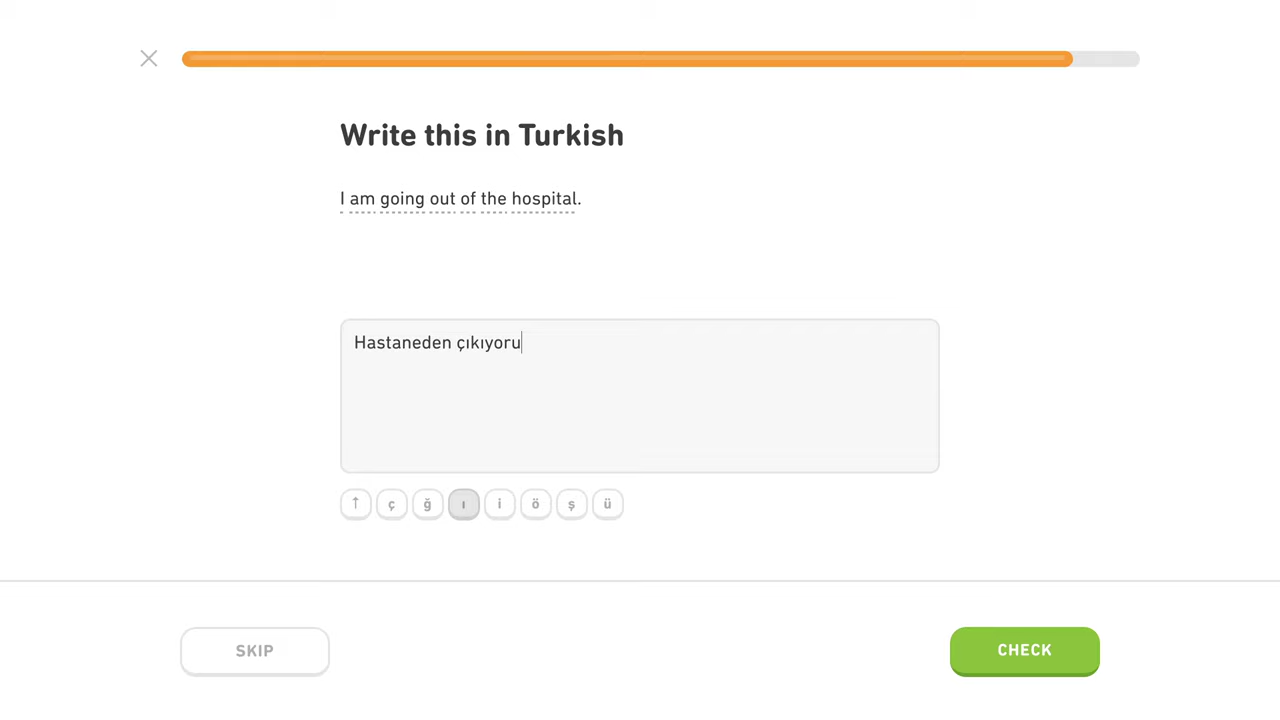 Write this in Turkish
I am going out of the hospital.
Hastaneden çıkıyoru
↑ ç ğ ı i ö ş ü
SKIP
CHECK